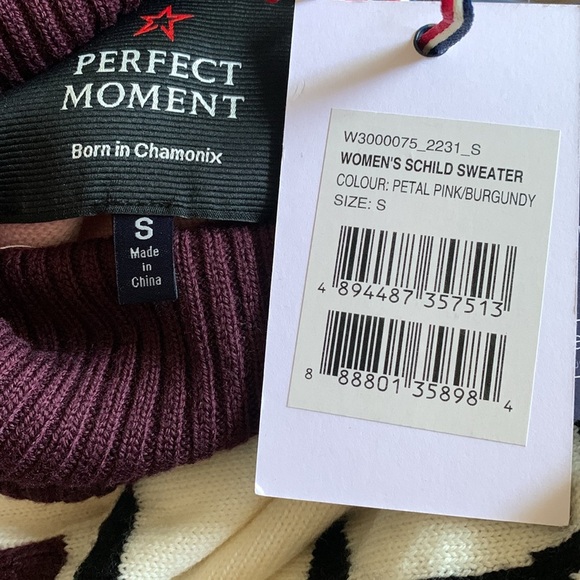 PERFECT
MOMENT
Born in Chamonix
S
Made
in
China
W3000075_2231_S
WOMEN'S SCHILD SWEATER
COLOUR: PETAL PINK/BURGUNDY
SIZE: S
4 894487 357513
8 88801 35898 4